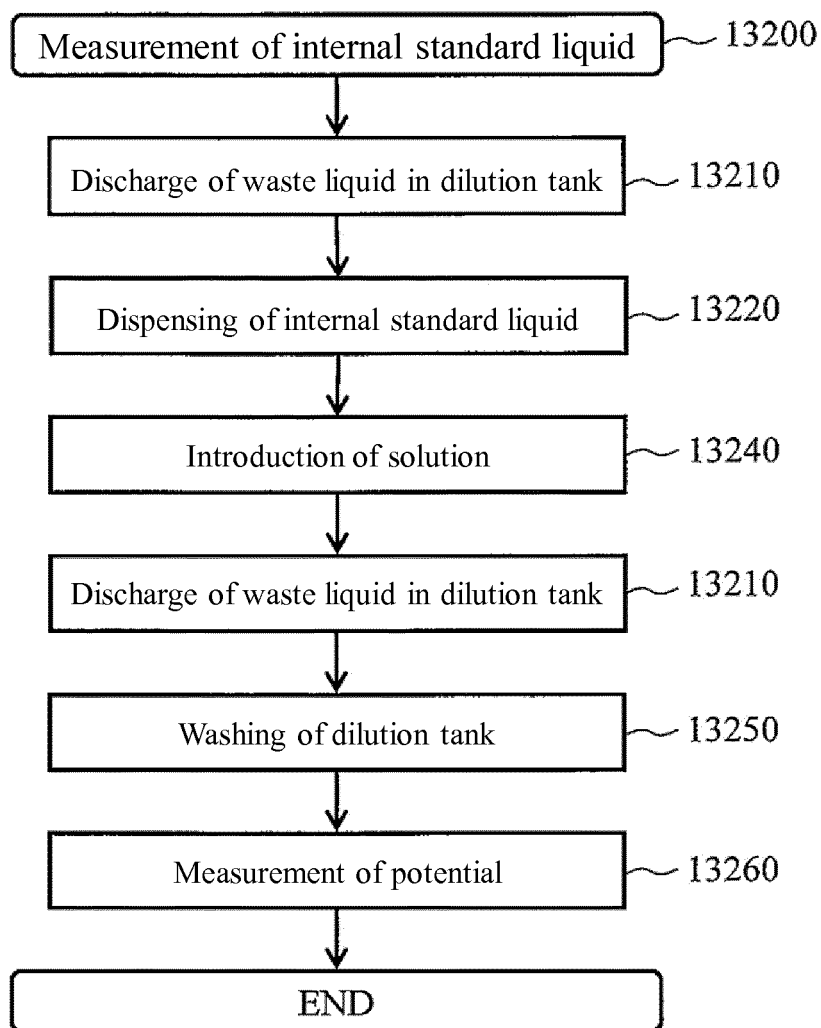 Measurement of internal standard liquid 13200
Discharge of waste liquid in dilution tank 13210
Dispensing of internal standard liquid 13220
Introduction of solution 13240
Discharge of waste liquid in dilution tank 13210
Washing of dilution tank 13250
Measurement of potential 13260
END